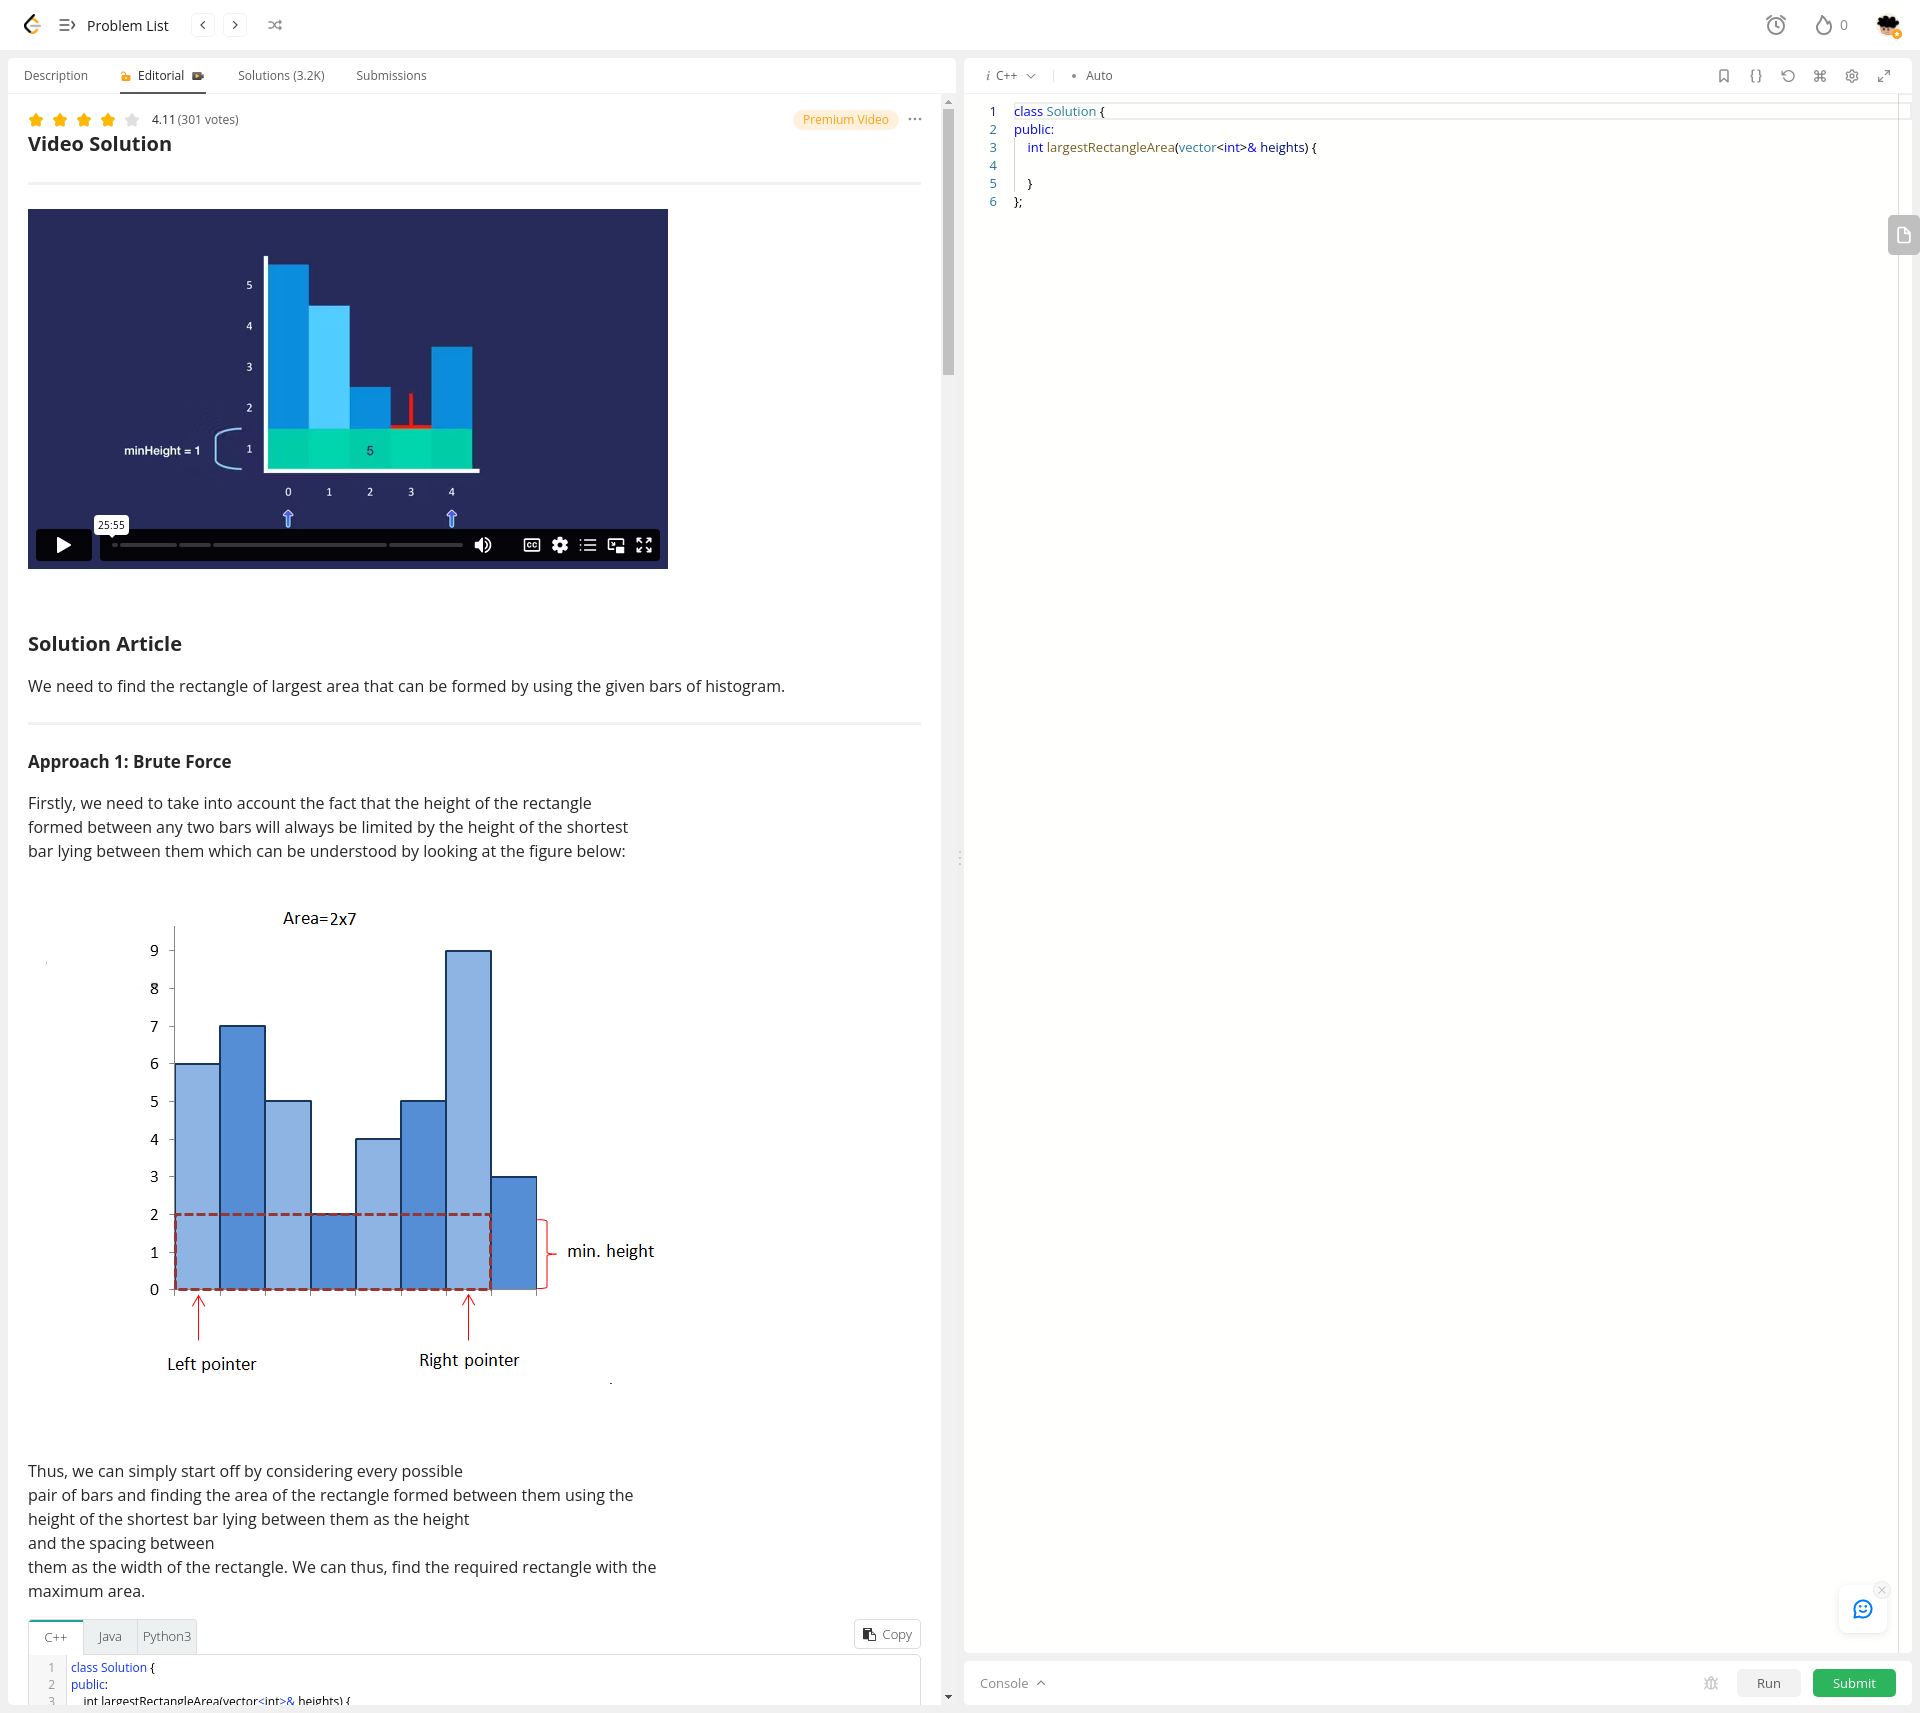 Problem List
0
Description
Editorial
Solutions (3.2K)
Submissions
4.11 (301 votes)
Premium Video
Video Solution
5
4
3
2
1
minHeight = 1
5
0 1 2 3 4
25:55
CC
Solution Article
We need to find the rectangle of largest area that can be formed by using the given bars of histogram.
Approach 1: Brute Force
Firstly, we need to take into account the fact that the height of the rectangle
formed between any two bars will always be limited by the height of the shortest
bar lying between them which can be understood by looking at the figure below:
Area=2x7
9
8
7
6
5
4
3
2
1
0
min. height
Left pointer
Right pointer
Thus, we can simply start off by considering every possible
pair of bars and finding the area of the rectangle formed between them using the
height of the shortest bar lying between them as the height
and the spacing between
them as the width of the rectangle. We can thus, find the required rectangle with the
maximum area.
C++ Java Python3
Copy
1 class Solution {
2 public:
3 int largestRectangleArea(vector<int>& heights) {
i C++
Auto
1 class Solution {
2 public:
3 int largestRectangleArea(vector<int>& heights) {
4
5 }
6 };
Console
Run
Submit